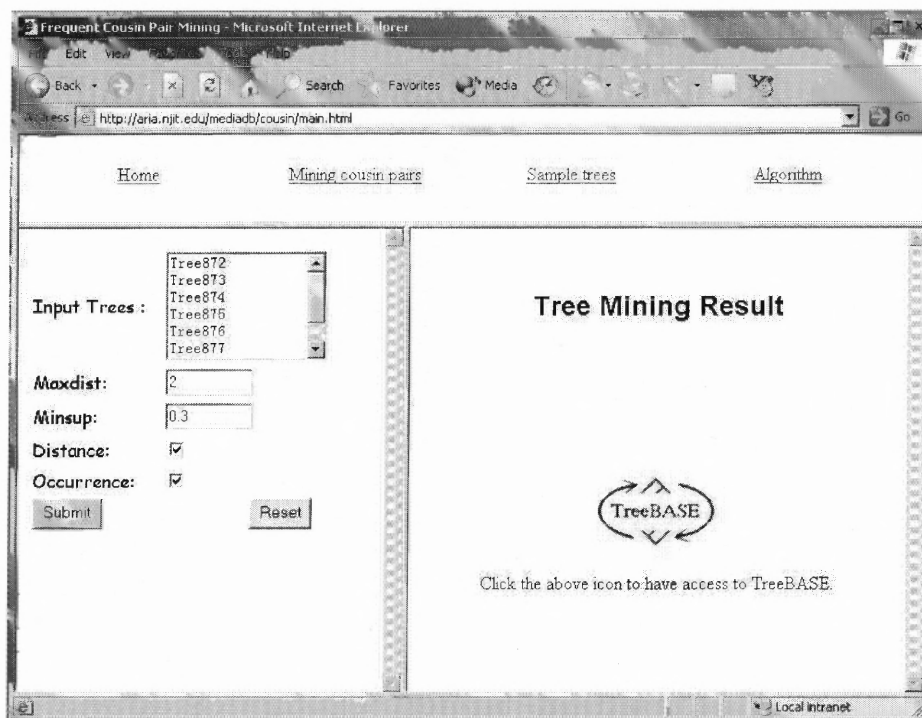 Frequent Cousin Pair Mining - Microsoft Internet Explorer
Edit View Help
Back Search Favorites Media
Address http://aria.njit.edu/mediadb/cousin/main.html Go
Home Mining cousin pairs Sample trees Algorithm
Input Trees :
Tree872
Tree873
Tree874
Tree875
Tree876
Tree877
Maxdist: 2
Minsup: 0.3
Distance:
Occurrence:
Submit Reset
Tree Mining Result
TreeBASE
Click the above icon to have access to TreeBASE.
Local intranet